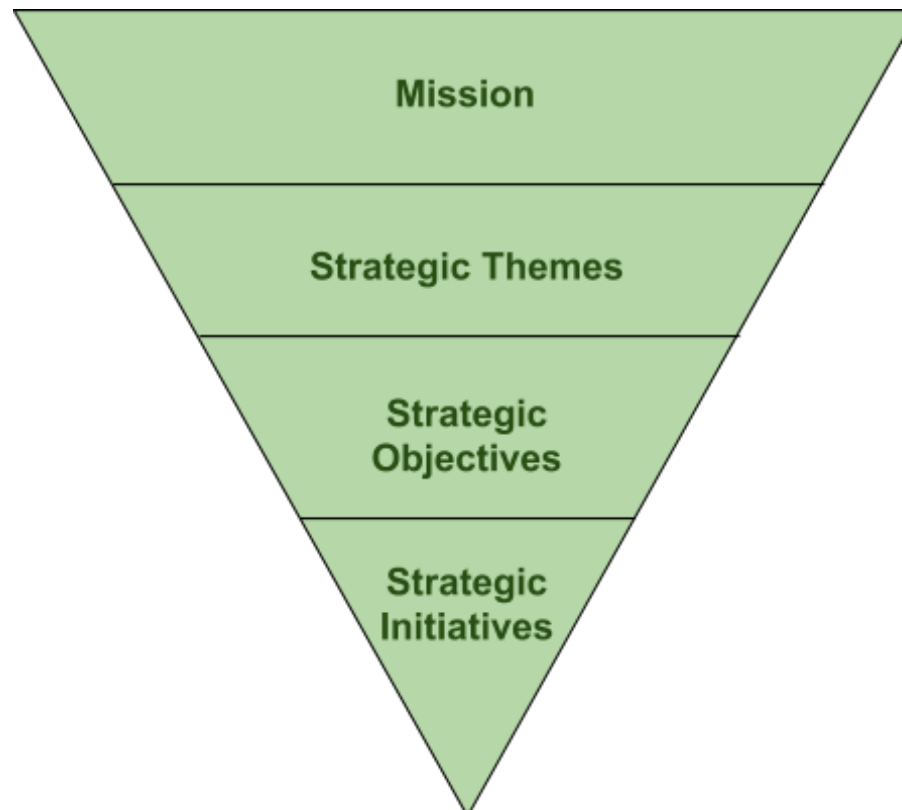 Mission
Strategic Themes
Strategic
Objectives
Strategic
Initiatives